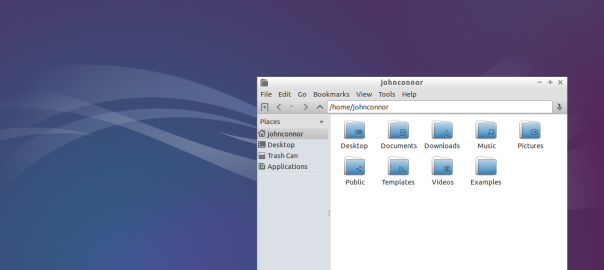 johnconnor
File Edit Go Bookmarks View Tools Help
/home/johnconnor
Places
johnconnor
Desktop
Trash Can
Applications
Desktop Documents Downloads Music Pictures
Public Templates Videos Examples